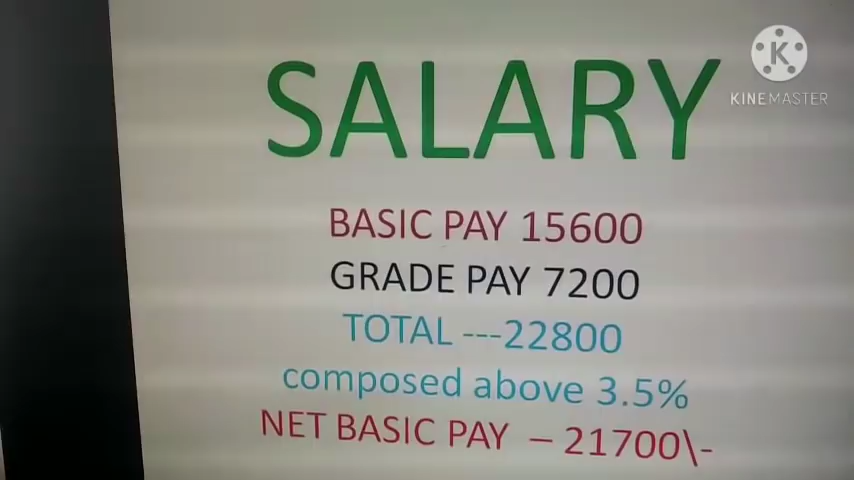 SALARY
K
KINEMASTER
BASIC PAY 15600
GRADE PAY 7200
TOTAL ---22800
composed above 3.5%
NET BASIC PAY – 21700\-